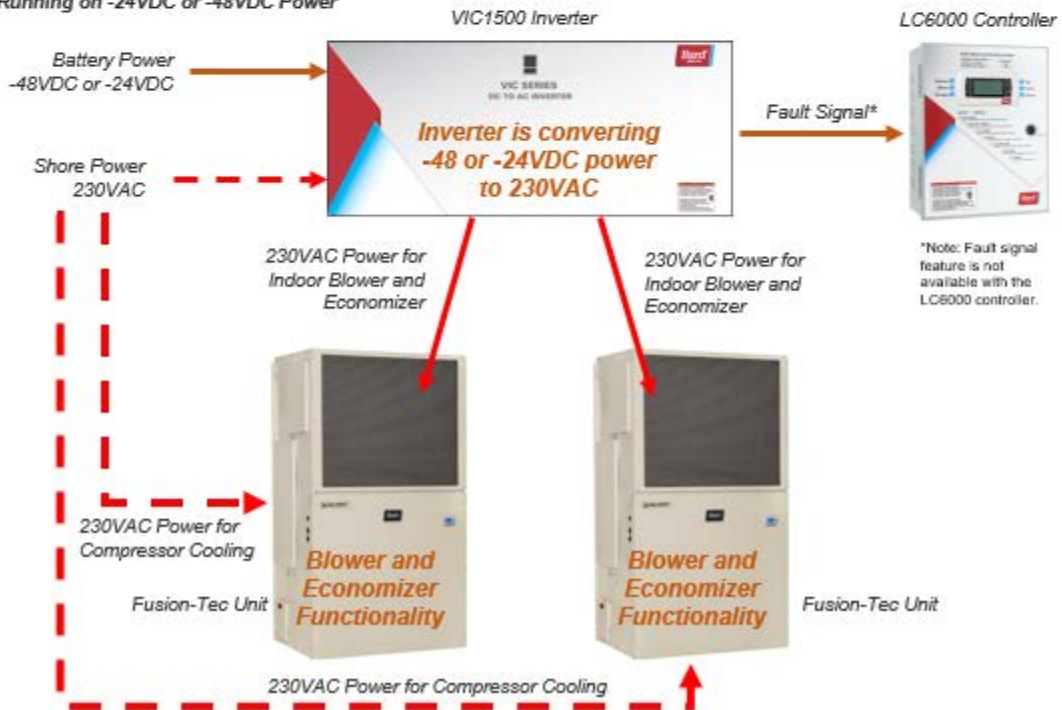 Running on -24VDC or -48VDC Power
VIC1500 Inverter
LC6000 Controller
Battery Power
-48VDC or -24VDC
Bard
VIC SERIES
DC TO AC INVERTER
Inverter is converting
-48 or -24VDC power
to 230VAC
Fault Signal*
Shore Power
230VAC
Bard
*Note: Fault signal
feature is not
available with the
LC6000 controller.
230VAC Power for
Indoor Blower and
Economizer
230VAC Power for
Indoor Blower and
Economizer
230VAC Power for
Compressor Cooling
Blower and
Economizer
Functionality
Blower and
Economizer
Functionality
Fusion-Tec Unit
Fusion-Tec Unit
230VAC Power for Compressor Cooling